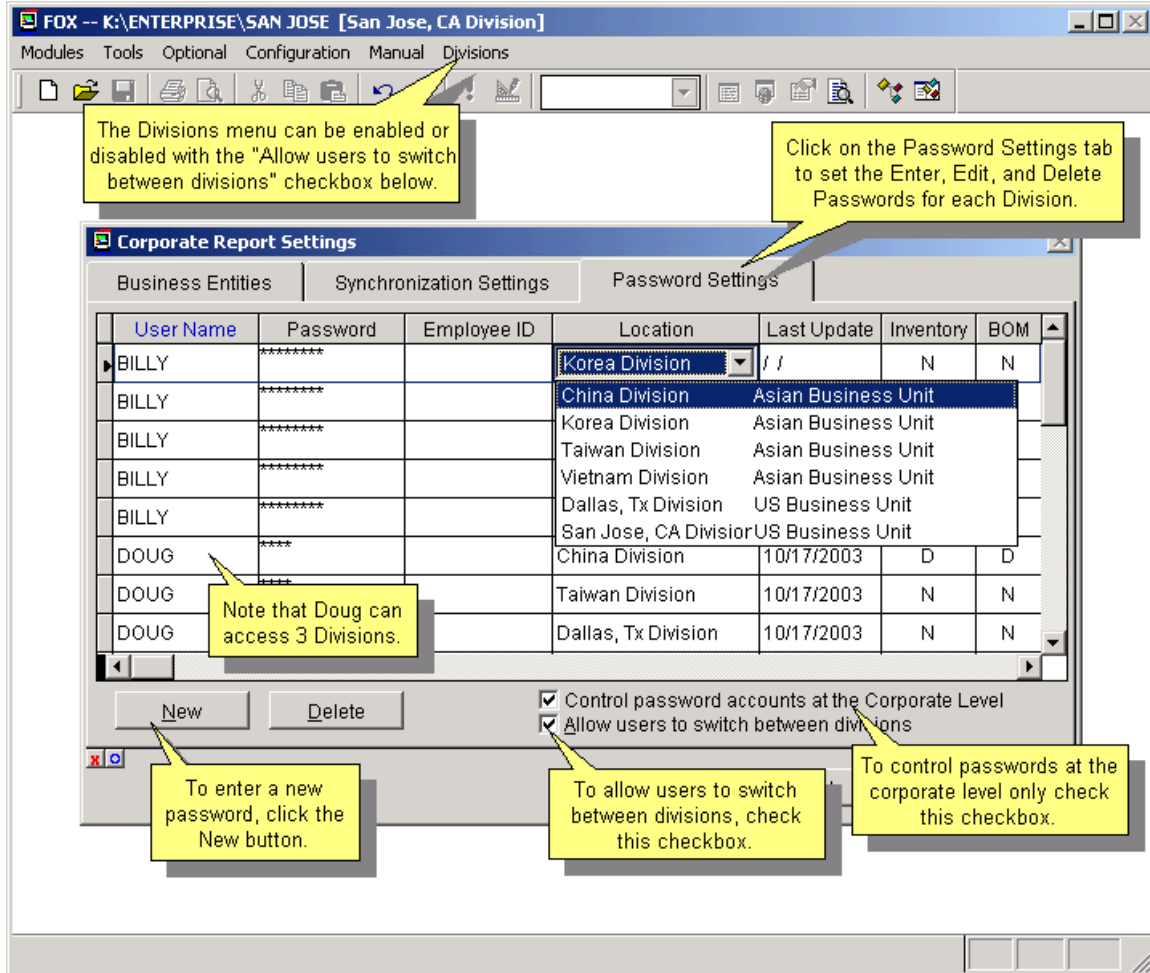 FOX -- K:\ENTERPRISE\SAN JOSE [San Jose, CA Division]
Modules Tools Optional Configuration Manual Divisions
The Divisions menu can be enabled or
disabled with the "Allow users to switch
between divisions" checkbox below.
Click on the Password Settings tab
to set the Enter, Edit, and Delete
Passwords for each Division.
Corporate Report Settings
Business Entities Synchronization Settings Password Settings
User Name Password Employee ID Location Last Update Inventory BOM
BILLY ******** Korea Division / / N N
BILLY ******** China Division Asian Business Unit
Korea Division Asian Business Unit
BILLY ******** Taiwan Division Asian Business Unit
BILLY ******** Vietnam Division Asian Business Unit
Dallas, Tx Division US Business Unit
BILLY ******** San Jose, CA Division US Business Unit
DOUG **** China Division 10/17/2003 D D
DOUG **** Taiwan Division 10/17/2003 N N
DOUG Dallas, Tx Division 10/17/2003 N N
Note that Doug can
access 3 Divisions.
New Delete
Control password accounts at the Corporate Level
Allow users to switch between divisions
To enter a new
password, click the
New button.
To allow users to switch
between divisions, check
this checkbox.
To control passwords at the
corporate level only check
this checkbox.